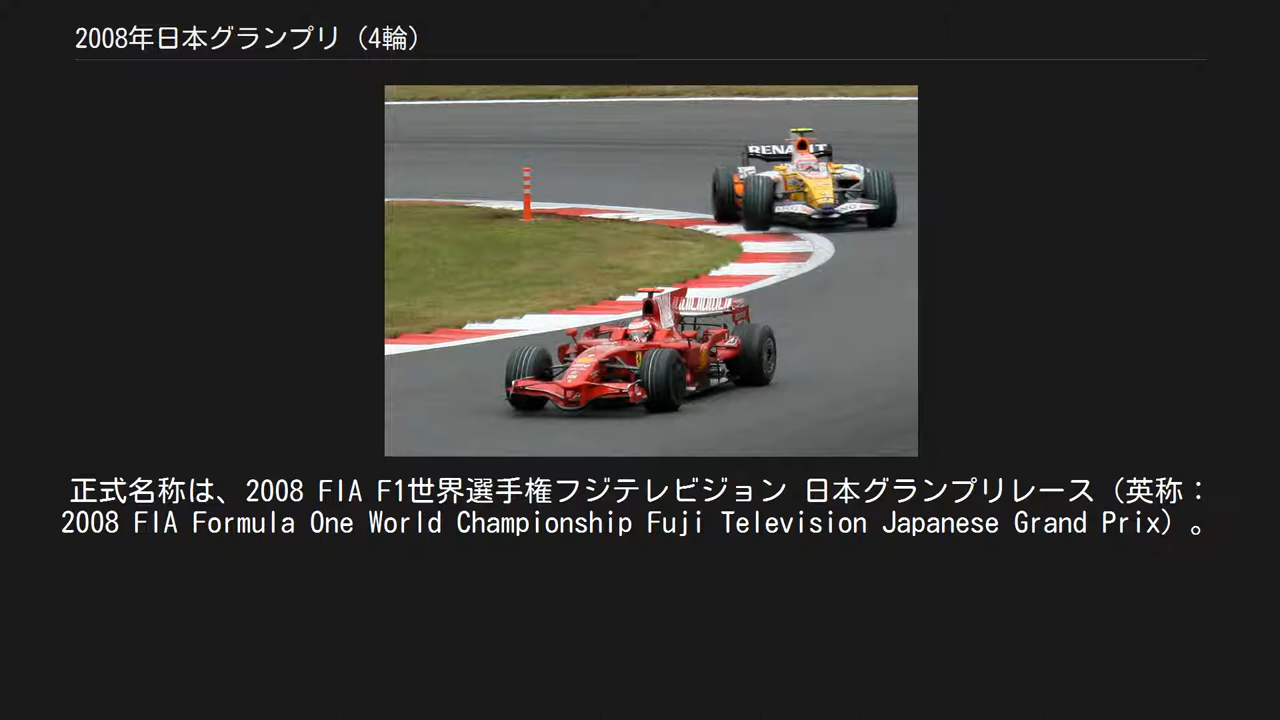 2008年日本グランプリ（4輪）
RENAULT
正式名称は、2008 FIA F1世界選手権フジテレビジョン 日本グランプリレース（英称：
2008 FIA Formula One World Championship Fuji Television Japanese Grand Prix）。